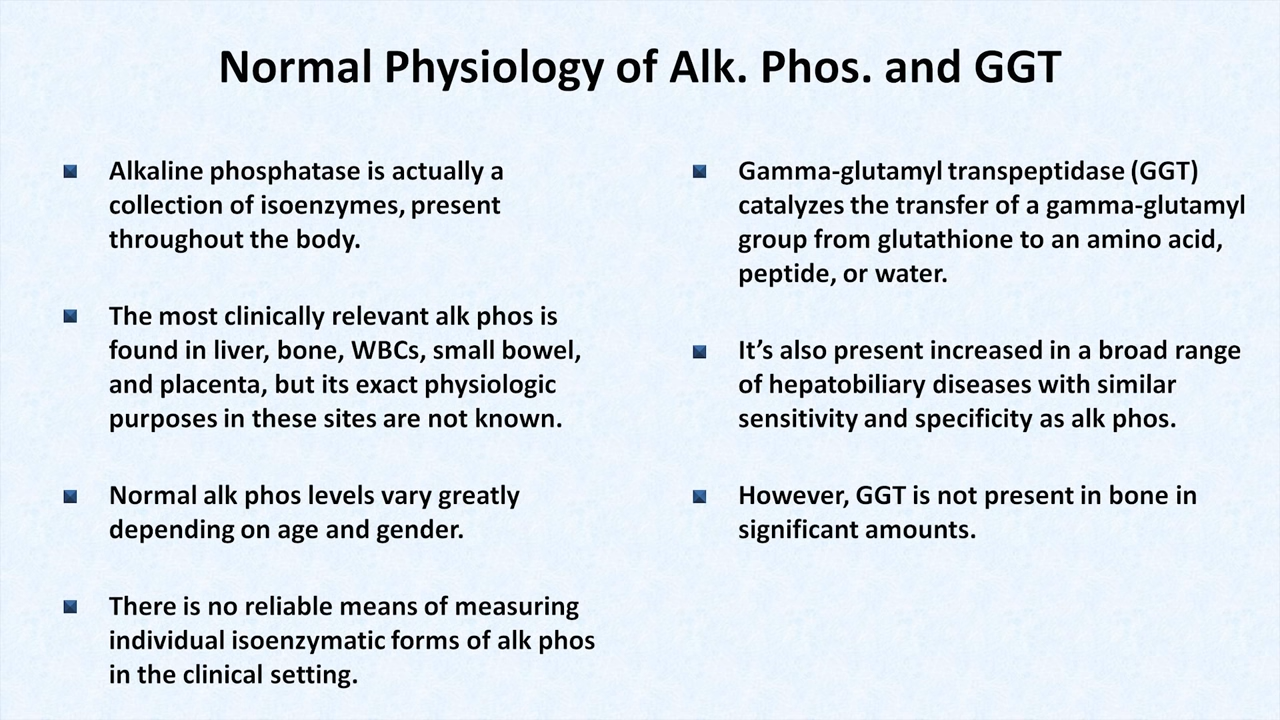 Normal Physiology of Alk. Phos. and GGT
Alkaline phosphatase is actually a
collection of isoenzymes, present
throughout the body.
The most clinically relevant alk phos is
found in liver, bone, WBCs, small bowel,
and placenta, but its exact physiologic
purposes in these sites are not known.
Normal alk phos levels vary greatly
depending on age and gender.
There is no reliable means of measuring
individual isoenzymatic forms of alk phos
in the clinical setting.
Gamma-glutamyl transpeptidase (GGT)
catalyzes the transfer of a gamma-glutamyl
group from glutathione to an amino acid,
peptide, or water.
It’s also present increased in a broad range
of hepatobiliary diseases with similar
sensitivity and specificity as alk phos.
However, GGT is not present in bone in
significant amounts.